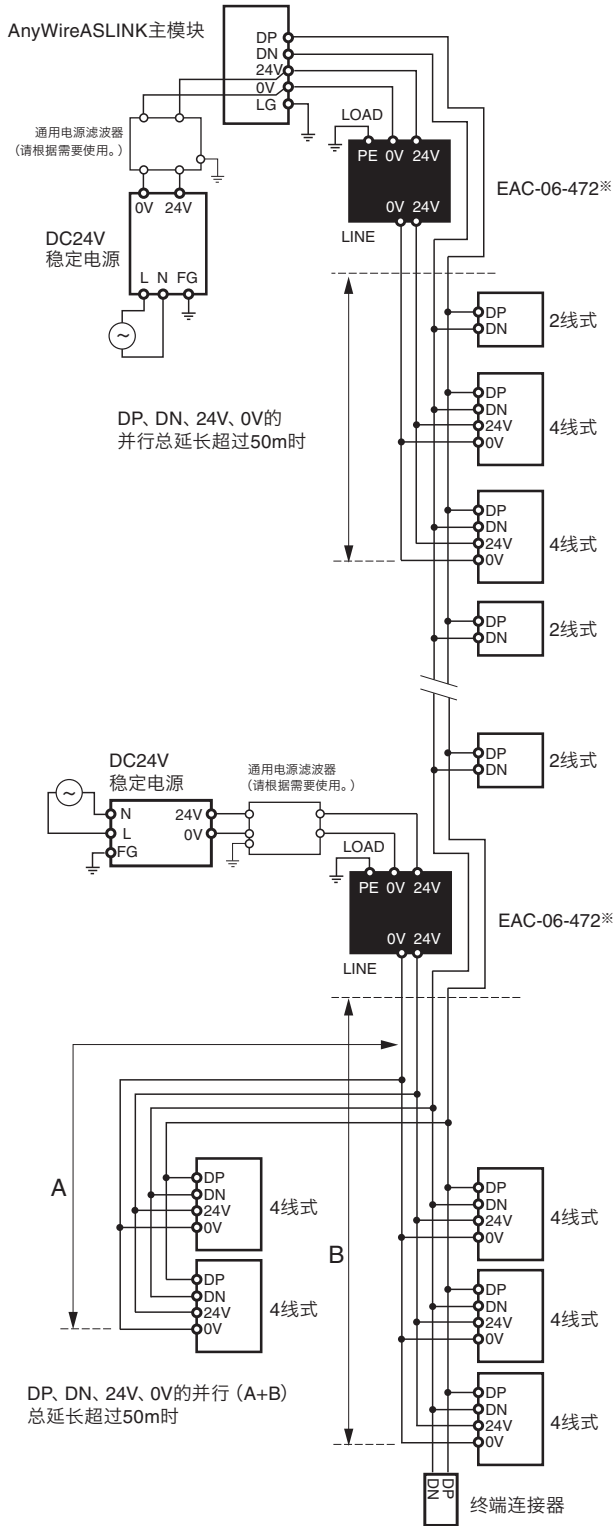 AnyWireASLINK主模块
DP
DN
24V
0V
LG
通用电源滤波器
(请根据需要使用。)
0V 24V
DC24V
稳定电源
L N FG
LOAD
PE 0V 24V
0V 24V
LINE
EAC-06-472※
DP
DN
2线式
DP
DN
24V
0V
4线式
DP、DN、24V、0V的
并行总延长超过50m时
DP
DN
24V
0V
4线式
DP
DN
2线式
DP
DN
2线式
DC24V
稳定电源
N
L
FG
24V
0V
通用电源滤波器
(请根据需要使用。)
LOAD
PE 0V 24V
0V 24V
LINE
EAC-06-472※
A
DP
DN
24V
0V
4线式
DP
DN
24V
0V
4线式
B
DP
DN
24V
0V
4线式
DP
DN
24V
0V
4线式
DP
DN
24V
0V
4线式
DP、DN、24V、0V的并行(A+B)
总延长超过50m时
DP
DN
终端连接器